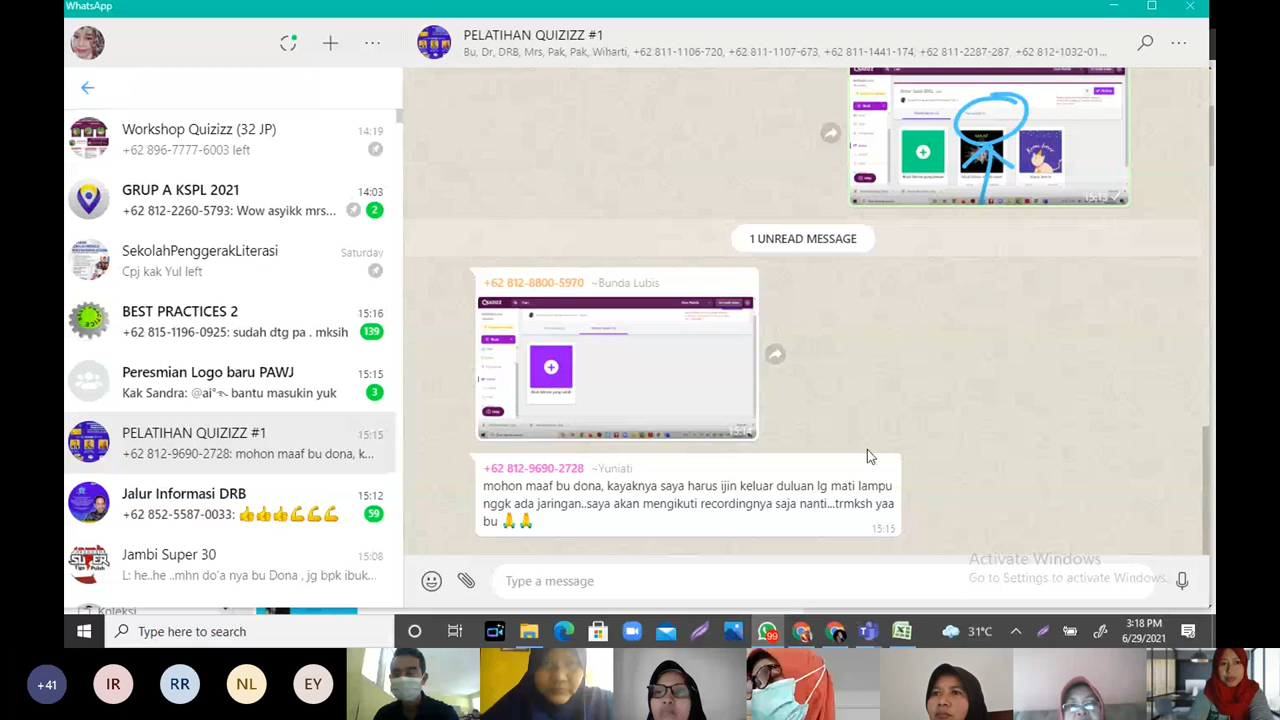 WhatsApp
Workshop Quizizz (32 JP)
14:19
+62 815-7777-6003 left
GRUP EKSPL 2021
14:03
+62 812-2260-5793: Wow asyikk mrs...
2
SekolahPenggerakLiterasi
Saturday
Cpj kak Yul left
BEST PRACTICES 2
15:16
+62 815-1196-0925: sudah dtg pa . mksih
139
Peresmian Logo baru PAWJ
15:15
Kak Sandra: @ai bantu masukin yuk
3
PELATIHAN QUIZIZZ #1
15:15
+62 812-9690-2728: mohon maaf bu dona, k...
Jalur Informasi DRB
15:12
+62 852-5587-0033: 👍👍👍💪💪💪
59
Jambi Super 30
15:08
L: he..he ..mhn do'a nya bu Dona , jg bpk ibuk...
Koleksi
PELATIHAN QUIZIZZ #1
Bu, Dr, DRB, Mrs, Pak, Pak, Wiharti, +62 811-1106-720, +62 811-1107-673, +62 811-1441-174, +62 811-2287-287, +62 812-1032-01...
15:13
1 UNREAD MESSAGE
+62 812-8800-5970 ~Bunda Lubis
+62 812-9690-2728 ~Yuniati
mohon maaf bu dona, kayaknya saya harus ijin keluar duluan lg mati lampu
nggk ada jaringan..saya akan mengikuti recordingnya saja nanti...trmksh yaa
bu 🙏🙏
15:15
Activate Windows
Go to Settings to activate Windows.
Type a message
Type here to search
99
31°C
3:18 PM
6/29/2021
+41
IR
RR
NL
EY